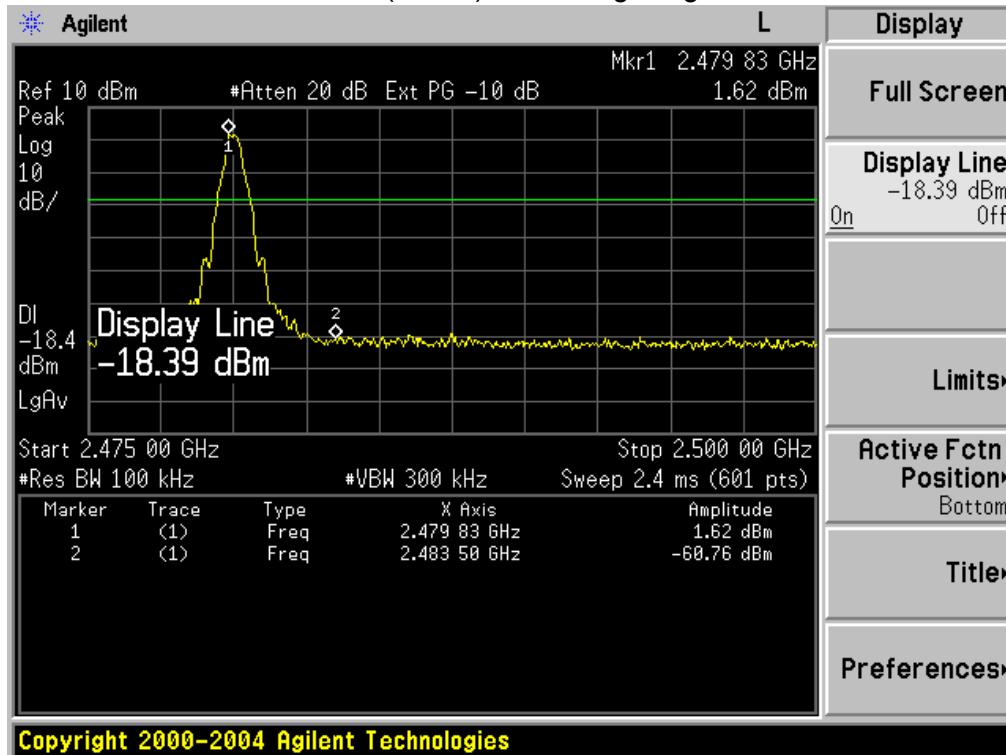 Agilent L Display
Mkr1 2.479 83 GHz
Ref 10 dBm #Atten 20 dB Ext PG -10 dB 1.62 dBm
Peak
Log
10
dB/
1
2
DI
-18.4
dBm
LgAv
Display Line
-18.39 dBm
Start 2.475 00 GHz Stop 2.500 00 GHz
#Res BW 100 kHz #VBW 300 kHz Sweep 2.4 ms (601 pts)
Marker Trace Type X Axis Amplitude
1 (1) Freq 2.479 83 GHz 1.62 dBm
2 (1) Freq 2.483 50 GHz -60.76 dBm
Full Screen
Display Line
-18.39 dBm
On Off
Limits
Active Fctn
Position
Bottom
Title
Preferences
Copyright 2000-2004 Agilent Technologies